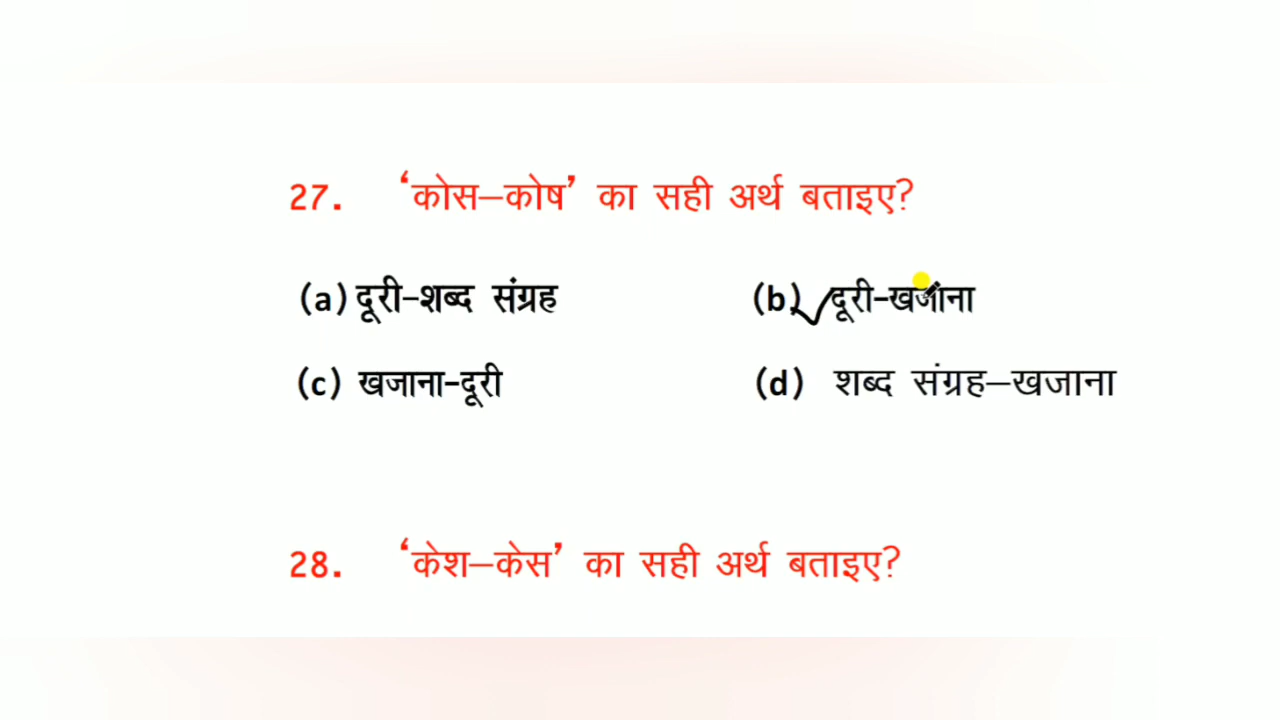 27. ‘कोस–कोष’ का सही अर्थ बताइए?
(a) दूरी-शब्द संग्रह (b) दूरी-खजाना
(c) खजाना-दूरी (d) शब्द संग्रह–खजाना
28. ‘केश–केस’ का सही अर्थ बताइए?